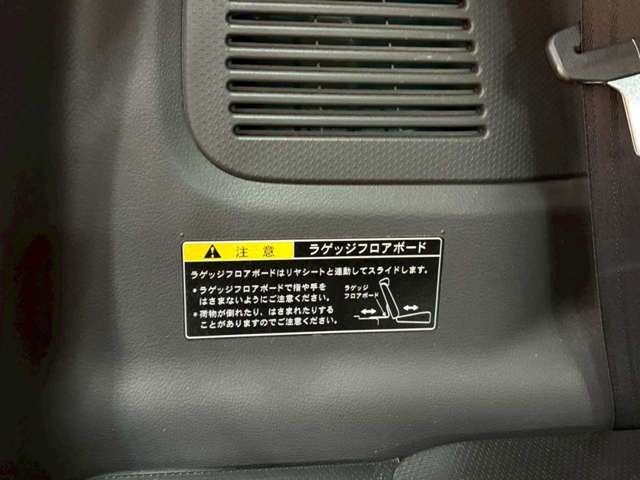 注意 ラゲッジフロアボード
ラゲッジフロアボードはリヤシートと連動してスライドします。
・ラゲッジフロアボードで指や手を
はさまないようにご注意ください。
・荷物が倒れたり、はさまれたりする
ことがありますのでご注意ください。
ラゲッジ
フロアボード